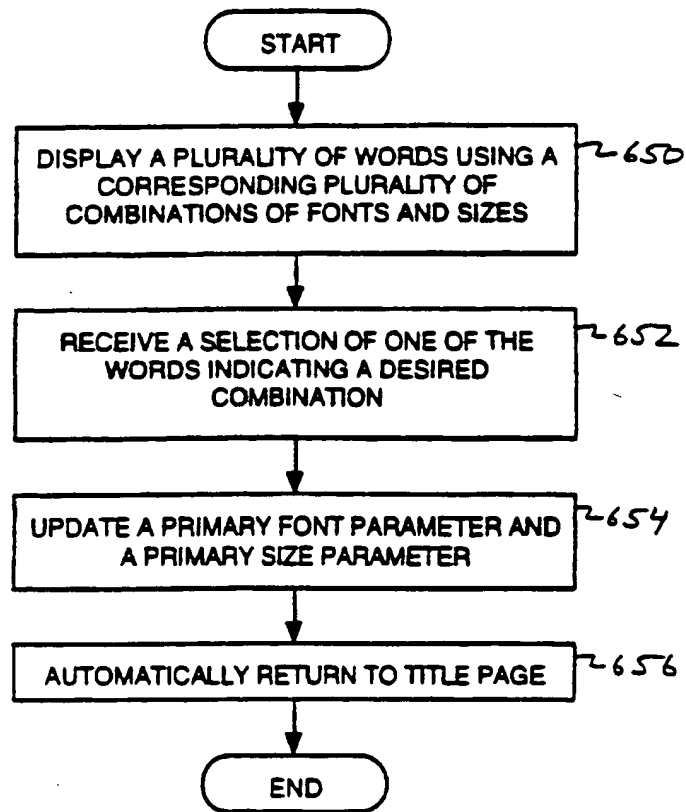 START
DISPLAY A PLURALITY OF WORDS USING A
CORRESPONDING PLURALITY OF
COMBINATIONS OF FONTS AND SIZES
650
RECEIVE A SELECTION OF ONE OF THE
WORDS INDICATING A DESIRED
COMBINATION
652
UPDATE A PRIMARY FONT PARAMETER AND
A PRIMARY SIZE PARAMETER
654
AUTOMATICALLY RETURN TO TITLE PAGE
656
END